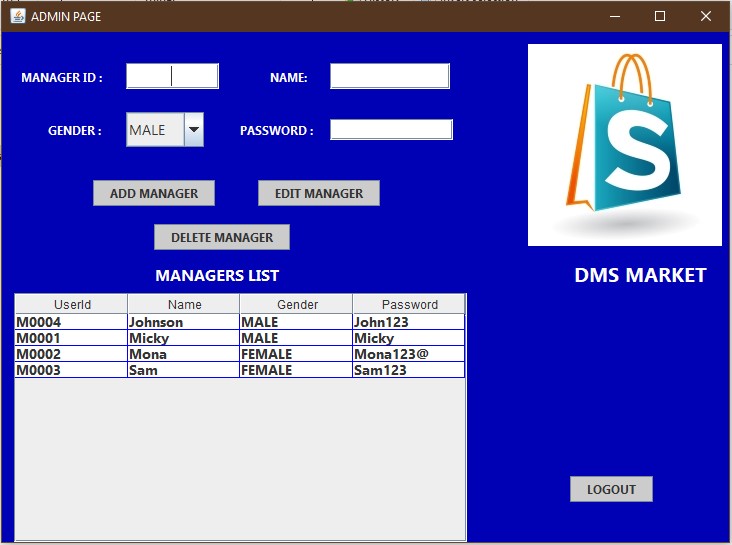 ADMIN PAGE
MANAGER ID :
NAME:
GENDER :
MALE
PASSWORD :
ADD MANAGER
EDIT MANAGER
DELETE MANAGER
S
MANAGERS LIST
DMS MARKET
UserId Name Gender Password
M0004 Johnson MALE John123
M0001 Micky MALE Micky
M0002 Mona FEMALE Mona123@
M0003 Sam FEMALE Sam123
LOGOUT